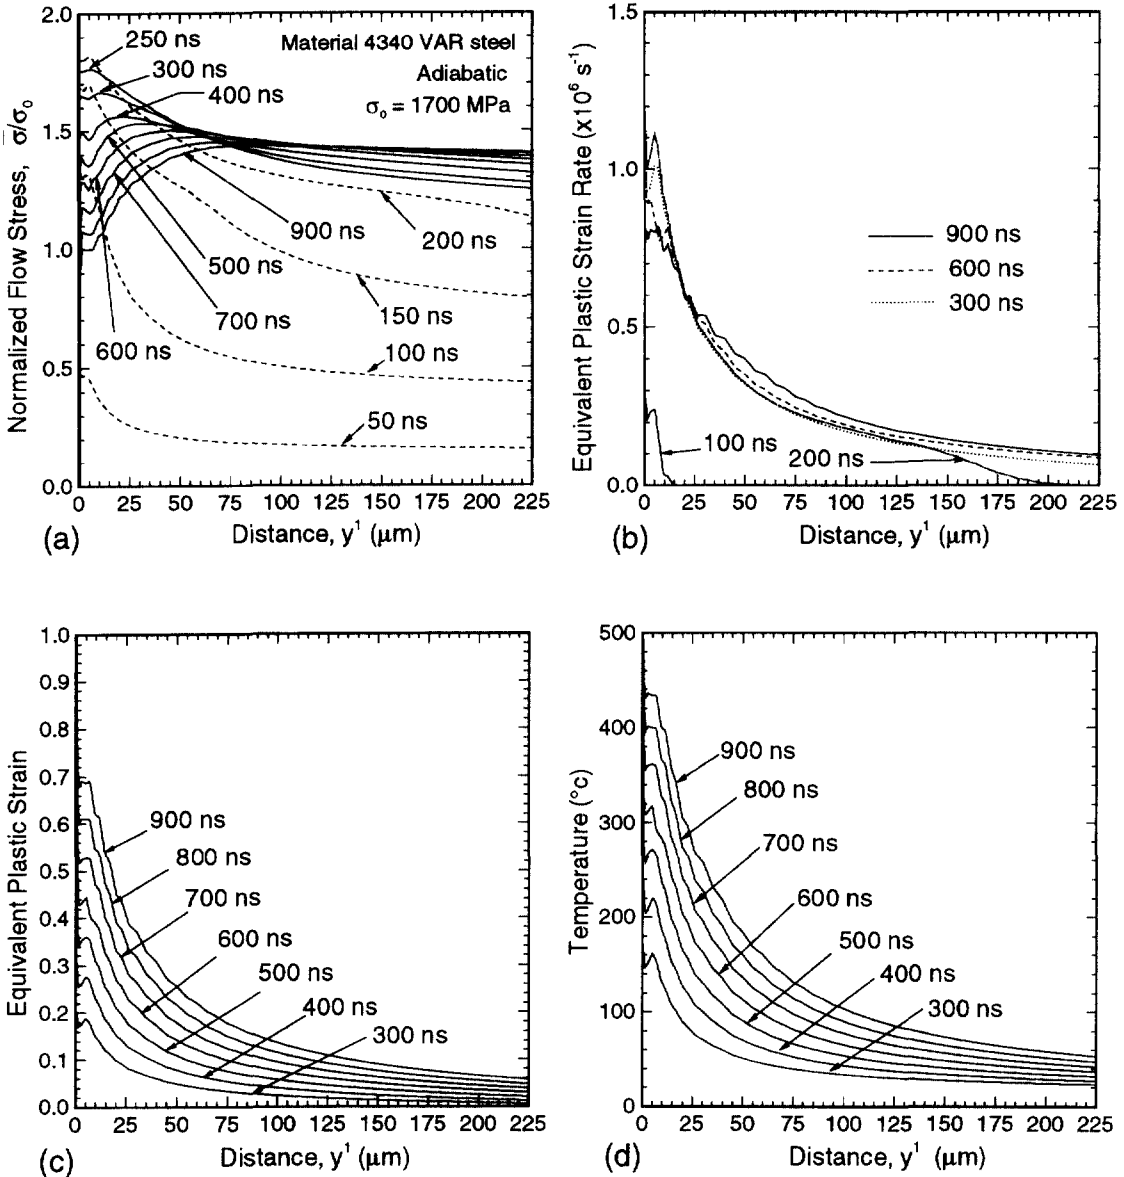 2.0
1.5
1.0
0.5
0.0
Normalized Flow Stress, σ̄/σ₀
250 ns
300 ns
400 ns
Material 4340 VAR steel
Adiabatic
σ₀ = 1700 MPa
900 ns
200 ns
500 ns
700 ns
150 ns
600 ns
100 ns
50 ns
0 25 50 75 100 125 150 175 200 225
(a) Distance, y¹ (μm)
1.5
1.0
0.5
0.0
Equivalent Plastic Strain Rate (x10⁶ s⁻¹)
900 ns
600 ns
300 ns
100 ns
200 ns
0 25 50 75 100 125 150 175 200 225
(b) Distance, y¹ (μm)
1.0
0.9
0.8
0.7
0.6
0.5
0.4
0.3
0.2
0.1
0.0
Equivalent Plastic Strain
900 ns
800 ns
700 ns
600 ns
500 ns
400 ns
300 ns
0 25 50 75 100 125 150 175 200 225
(c) Distance, y¹ (μm)
500
400
300
200
100
0
Temperature (°c)
900 ns
800 ns
700 ns
600 ns
500 ns
400 ns
300 ns
0 25 50 75 100 125 150 175 200 225
(d) Distance, y¹ (μm)